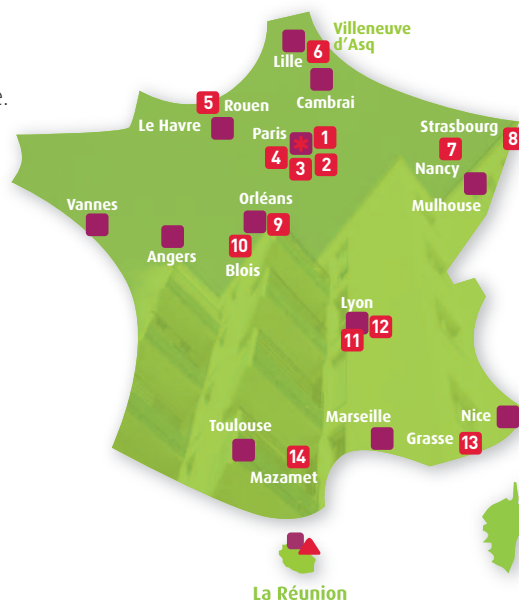 Villeneuve
d'Asq
6
Lille
e.
Cambrai
5
Rouen
Le Havre
Paris
*
1
Strasbourg
8
4
3
2
7
Nancy
Mulhouse
Vannes
Orléans
9
Angers
10
Blois
Lyon
12
11
Toulouse
Marseille
Nice
Grasse
13
14
Mazamet
La Réunion